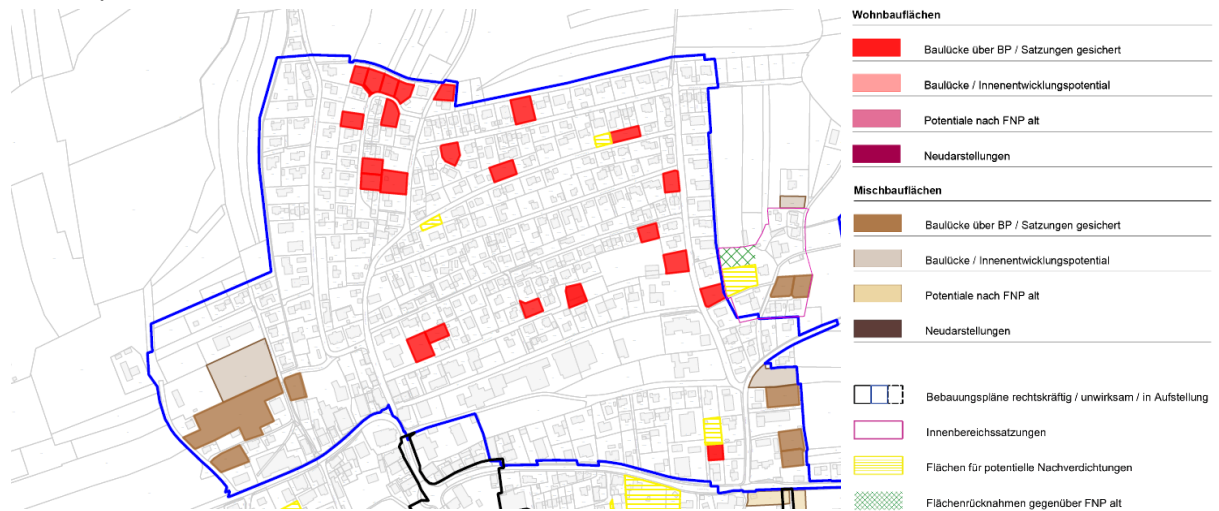 Wohnbauflächen
Baulücke über BP / Satzungen gesichert
Baulücke / Innenentwicklungspotential
Potentiale nach FNP alt
Neudarstellungen
Mischbauflächen
Baulücke über BP / Satzungen gesichert
Baulücke / Innenentwicklungspotential
Potentiale nach FNP alt
Neudarstellungen
Bebauungspläne rechtskräftig / unwirksam / in Aufstellung
Innenbereichssatzungen
Flächen für potentielle Nachverdichtungen
Flächenrücknahmen gegenüber FNP alt